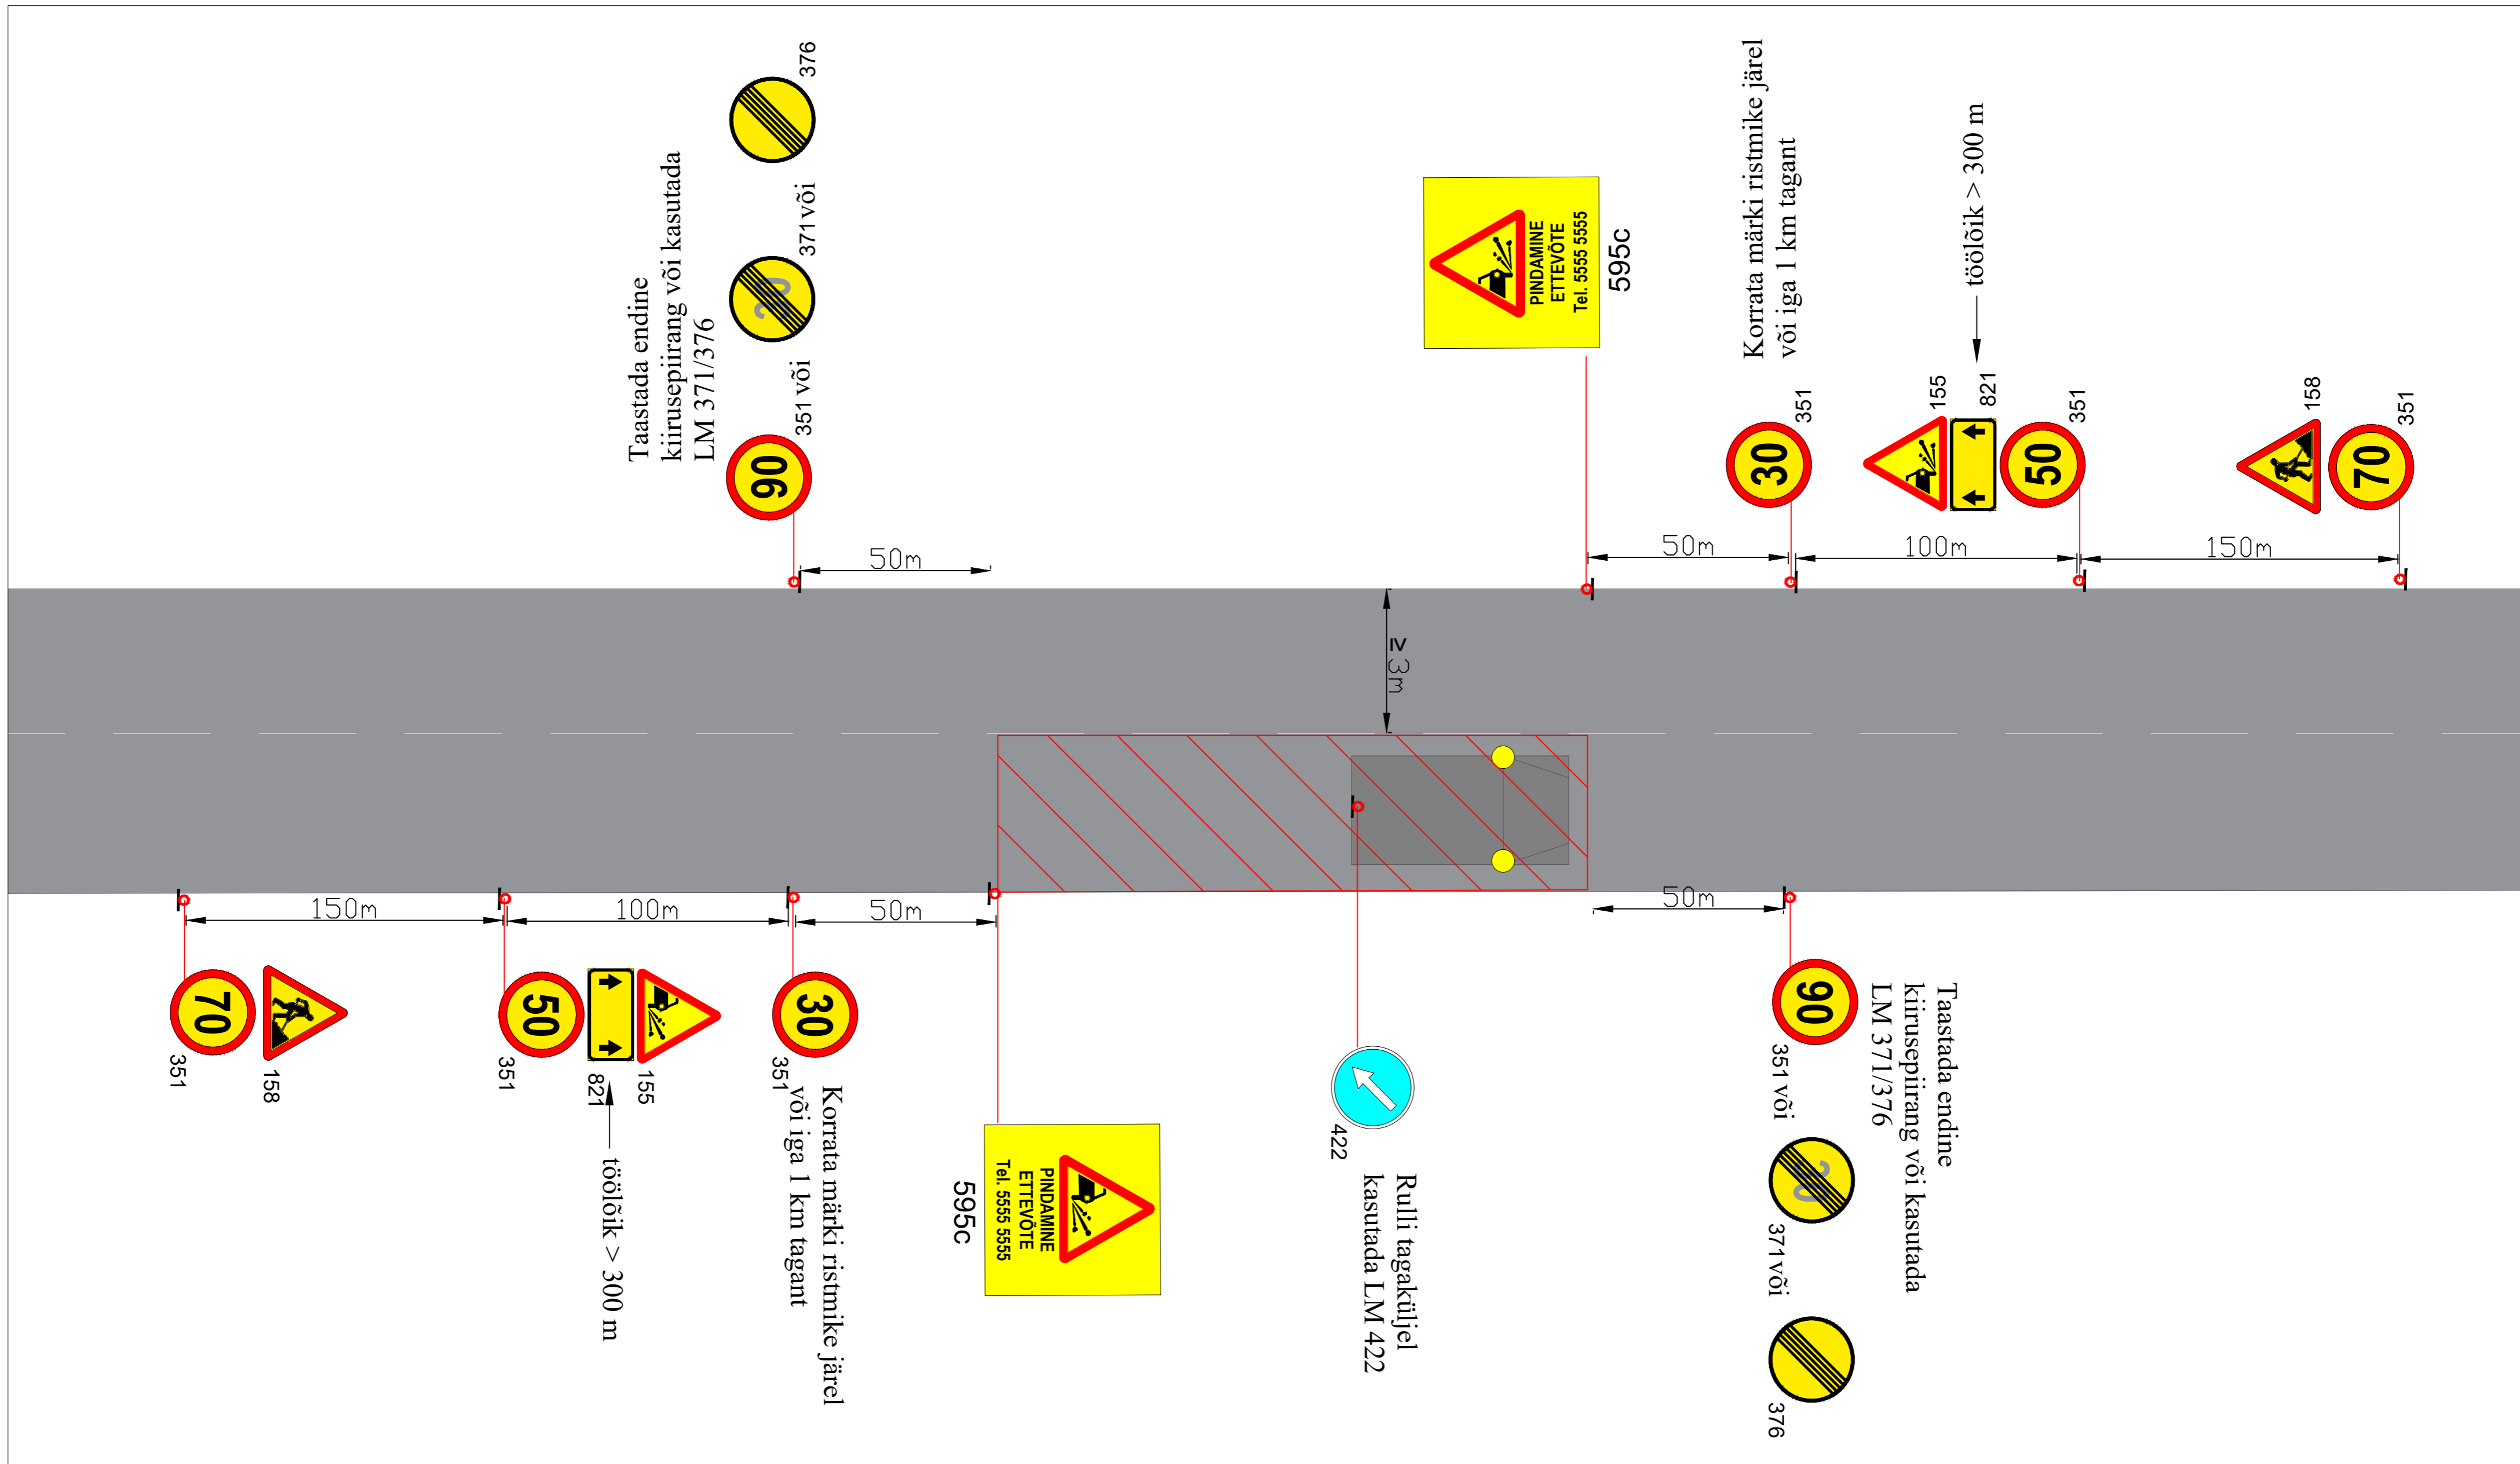 376
371 või
351 või
90
Taastada endine
kiirusepiirang või kasutada
LM 371/376
50m
PINDAMINE
ETTEVÕTE
Tel. 5555 5555
595c
Korrata märki ristmike järel
või iga 1 km tagant
30
351
50m
töölõik > 300 m
155
821
50
351
100m
158
70
351
150m
≥ 3m
70
351
158
150m
50
351
821
155
töölõik > 300 m
100m
30
351
Korrata märki ristmike järel
või iga 1 km tagant
50m
PINDAMINE
ETTEVÕTE
Tel. 5555 5555
595c
422
Rulli tagaküljel
kasutada LM 422
50m
90
351 või
371 või
376
Taastada endine
kiirusepiirang või kasutada
LM 371/376